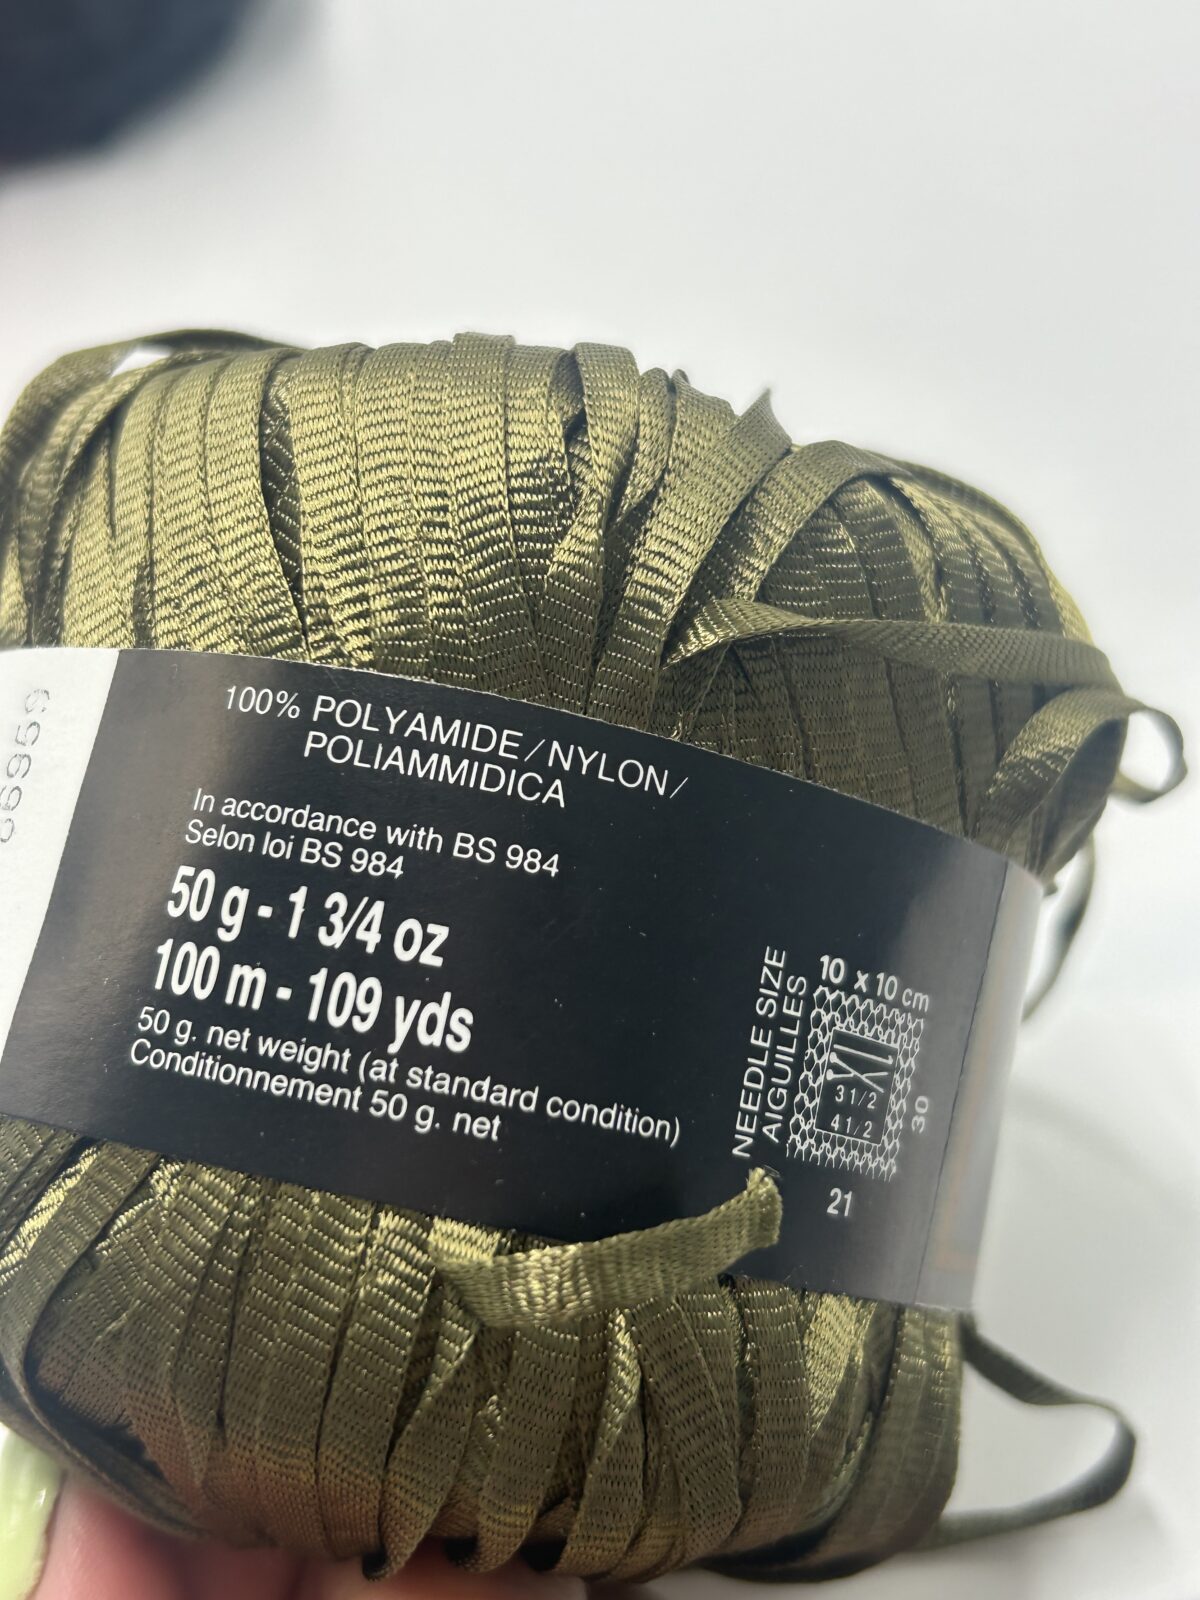 100% POLYAMIDE/NYLON/
POLIAMMIDICA
In accordance with BS 984
Selon loi BS 984
50 g - 1 3/4 oz
100 m - 109 yds
50 g. net weight (at standard condition)
Conditionnement 50 g. net
NEEDLE SIZE
AIGUILLES
10 x 10 cm
3 1/2
4 1/2
30
21